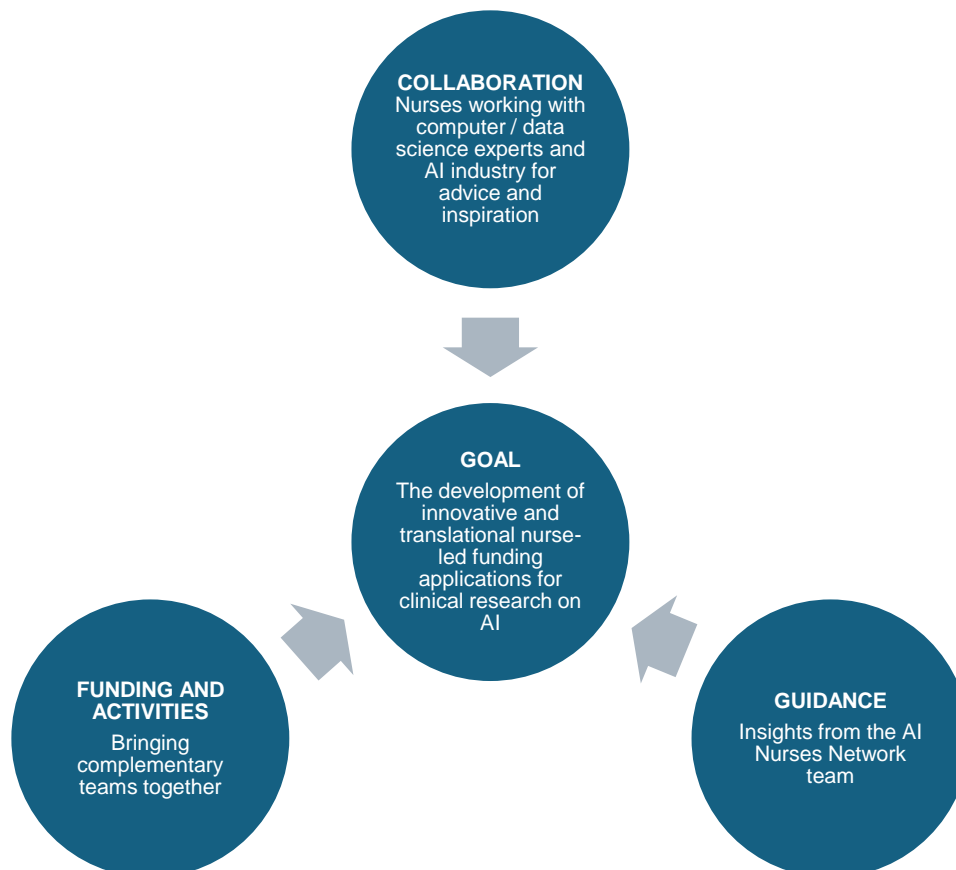 COLLABORATION
Nurses working with
computer / data
science experts and
AI industry for
advice and
inspiration
GOAL
The development of
innovative and
translational nurse-
led funding
applications for
clinical research on
AI
FUNDING AND
ACTIVITIES
Bringing
complementary
teams together
GUIDANCE
Insights from the AI
Nurses Network
team